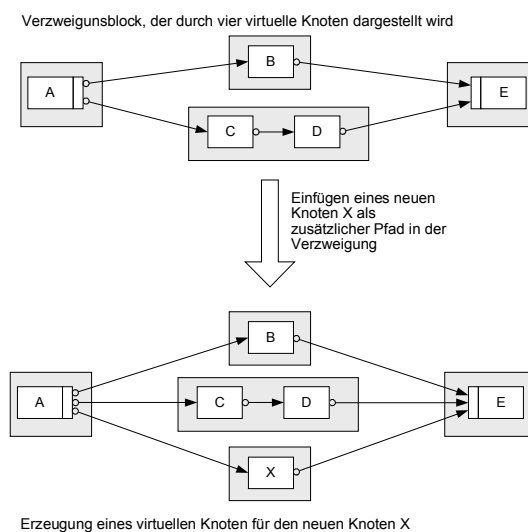 Verzweigunsblock, der durch vier virtuelle Knoten dargestellt wird
B
A
E
C
D
Einfügen eines neuen
Knoten X als
zusätzlicher Pfad in der
Verzweigung
B
A
C
D
E
X
Erzeugung eines virtuellen Knoten für den neuen Knoten X